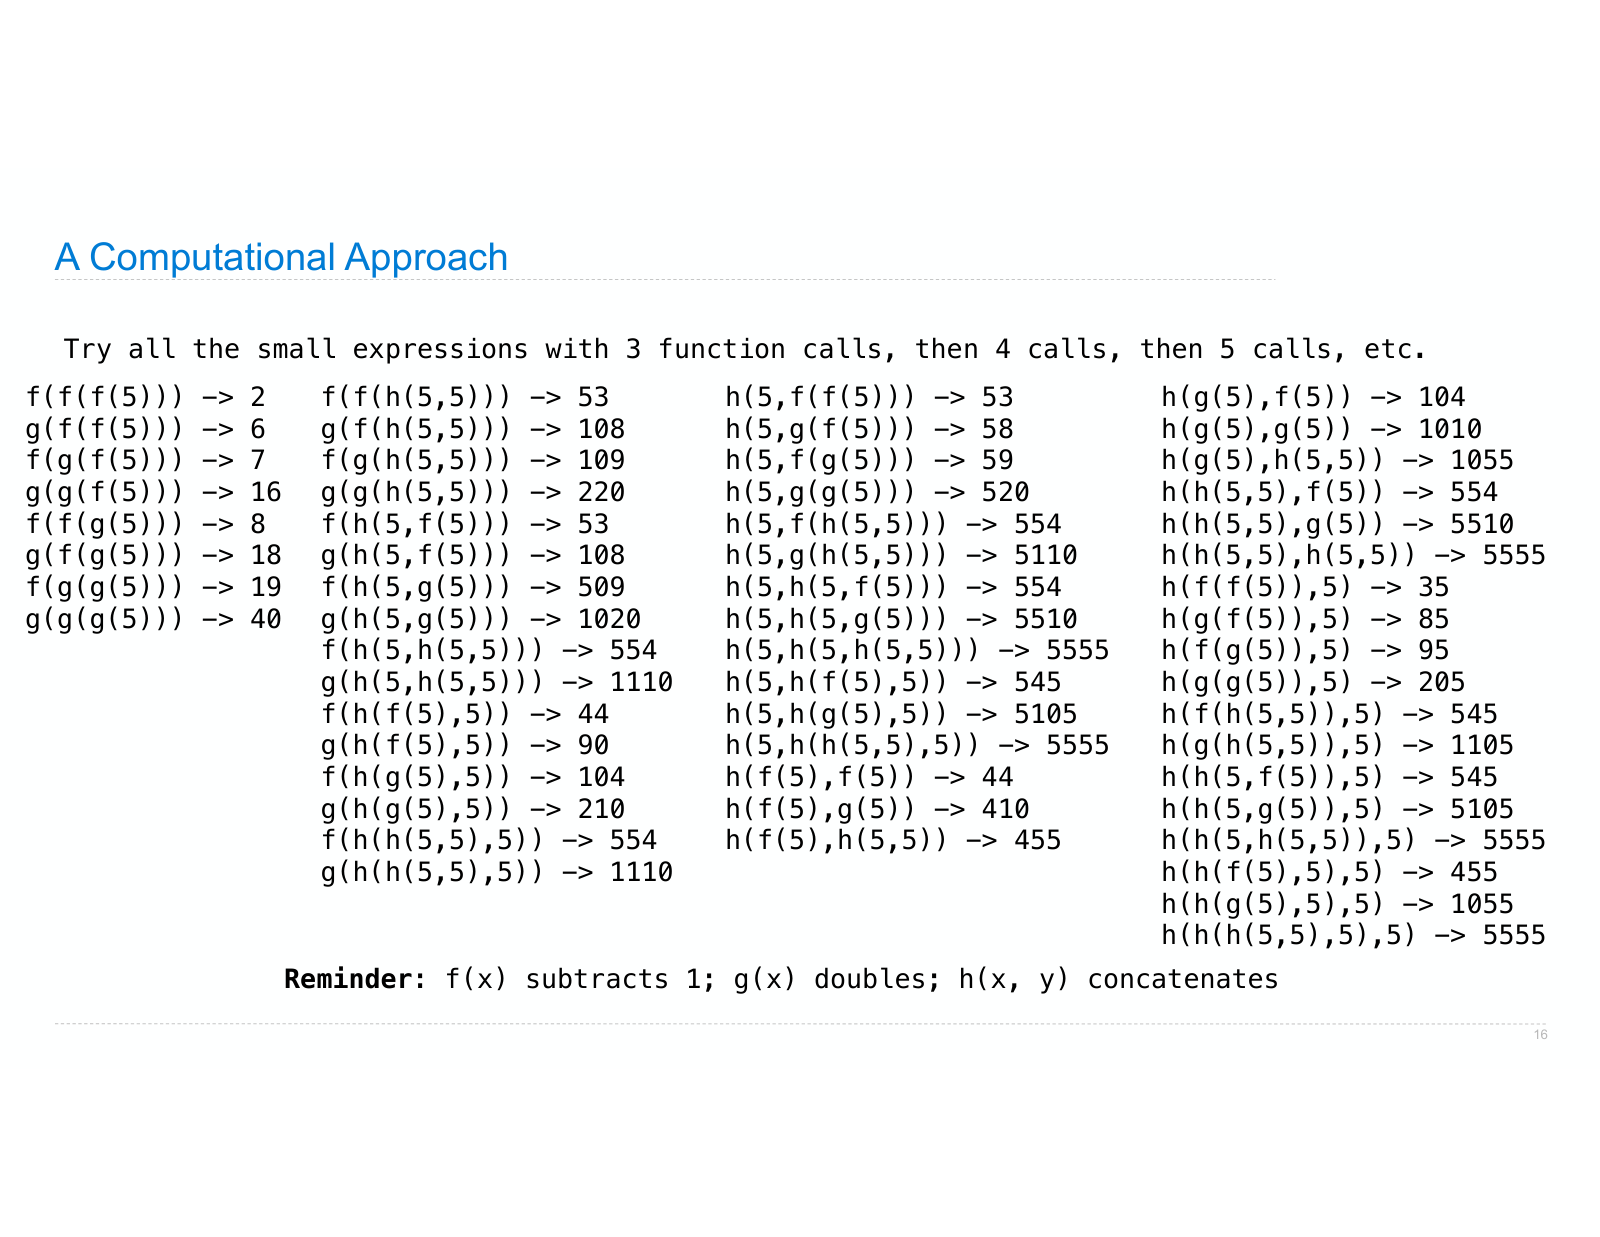 A Computational Approach
Try all the small expressions with 3 function calls, then 4 calls, then 5 calls, etc.
f(f(f(5))) —> 2
g(f(f(5))) —> 6
f(g(f(5))) —> 7
g(g(f(5))) —> 16
f(f(g(5))) —> 8
g(f(g(5))) —> 18
f(g(g(5))) —> 19
g(g(g(5))) —> 40
f(f(h(5,5))) —> 53
g(f(h(5,5))) —> 108
f(g(h(5,5))) —> 109
g(g(h(5,5))) —> 220
f(h(5,f(5))) —> 53
g(h(5,f(5))) —> 108
f(h(5,g(5))) —> 509
g(h(5,g(5))) —> 1020
f(h(5,h(5,5))) —> 554
g(h(5,h(5,5))) —> 1110
f(h(f(5),5)) —> 44
g(h(f(5),5)) —> 90
f(h(g(5),5)) —> 104
g(h(g(5),5)) —> 210
f(h(h(5,5),5)) —> 554
g(h(h(5,5),5)) —> 1110
h(5,f(f(5))) —> 53
h(5,g(f(5))) —> 58
h(5,f(g(5))) —> 59
h(5,g(g(5))) —> 520
h(5,f(h(5,5))) —> 554
h(5,g(h(5,5))) —> 5110
h(5,h(5,f(5))) —> 554
h(5,h(5,g(5))) —> 5510
h(5,h(5,h(5,5))) —> 5555
h(5,h(f(5),5)) —> 545
h(5,h(g(5),5)) —> 5105
h(5,h(h(5,5),5)) —> 5555
h(f(5),f(5)) —> 44
h(f(5),g(5)) —> 410
h(f(5),h(5,5)) —> 455
h(g(5),f(5)) —> 104
h(g(5),g(5)) —> 1010
h(g(5),h(5,5)) —> 1055
h(h(5,5),f(5)) —> 554
h(h(5,5),g(5)) —> 5510
h(h(5,5),h(5,5)) —> 5555
h(f(f(5)),5) —> 35
h(g(f(5)),5) —> 85
h(f(g(5)),5) —> 95
h(g(g(5)),5) —> 205
h(f(h(5,5)),5) —> 545
h(g(h(5,5)),5) —> 1105
h(h(5,f(5)),5) —> 545
h(h(5,g(5)),5) —> 5105
h(h(5,h(5,5)),5) —> 5555
h(h(f(5),5),5) —> 455
h(h(g(5),5),5) —> 1055
h(h(h(5,5),5),5) —> 5555
Reminder: f(x) subtracts 1; g(x) doubles; h(x, y) concatenates
16